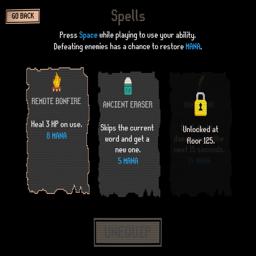 GO BACK
Spells
Press Space while playing to use your ability.
Defeating enemies has a chance to restore MANA.
REMOTE BONFIRE
Heal 3 HP on use.
8 MANA
ANCIENT ERASER
Skips the current
word and get a
new one.
5 MANA
Unlocked at
floor 125.
UNEQUIP